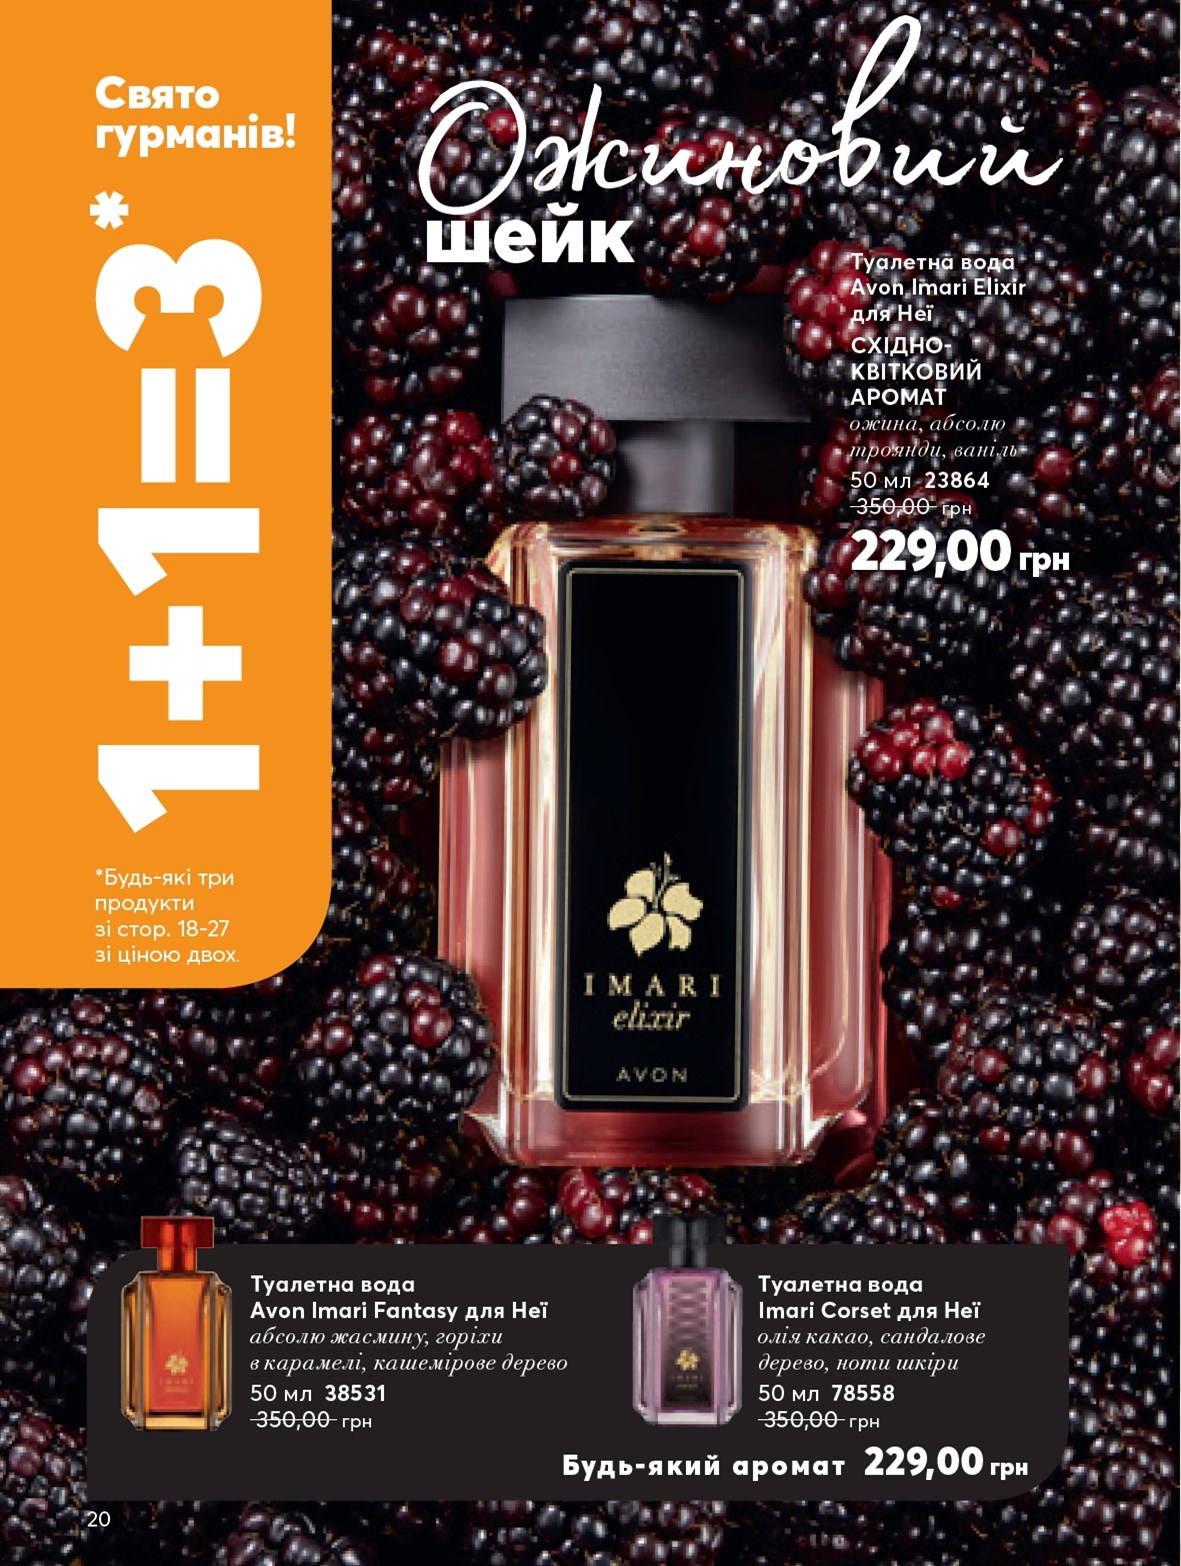 Свято
гурманів!
1+1=3*
*Будь-які три
продукти
зі стор. 18-27
зі ціною двох.
Ожиновий
шейк
Туалетна вода
Avon Imari Elixir
для Неї
СХІДНО-
КВІТКОВИЙ
АРОМАТ
ожина, абсолю
троянди, ваніль
50 мл 23864
350,00 грн
229,00 грн
IMARI
elixir
AVON
Туалетна вода
Avon Imari Fantasy для Неї
абсолю жасмину, горіхи
в карамелі, кашемірове дерево
50 мл 38531
350,00 грн
IMARI
Туалетна вода
Imari Corset для Неї
олія какао, сандалове
дерево, ноти шкіри
50 мл 78558
350,00 грн
IMARI
Будь-який аромат 229,00 грн
20